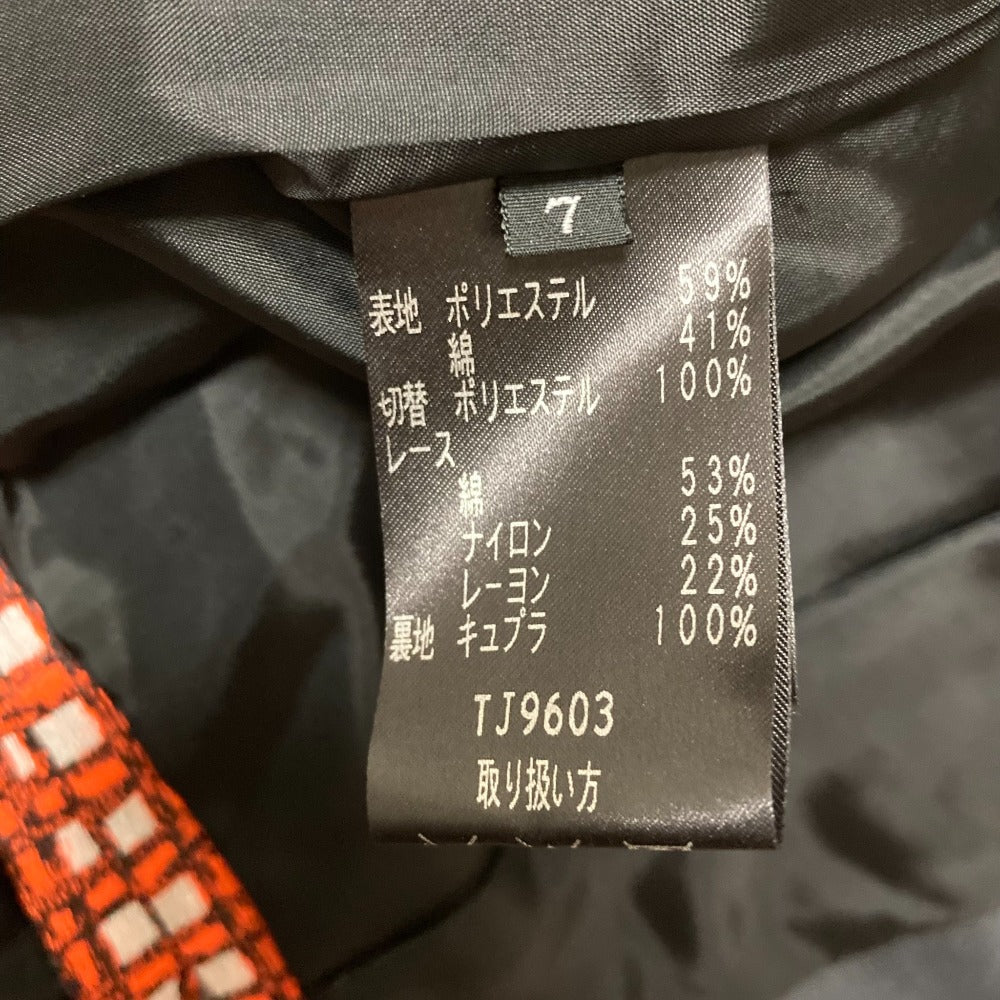 7
表地 ポリエステル 59%
綿 41%
切替 ポリエステル 100%
レース
綿 53%
ナイロン 25%
レーヨン 22%
裏地 キュプラ 100%
TJ9603
取り扱い方